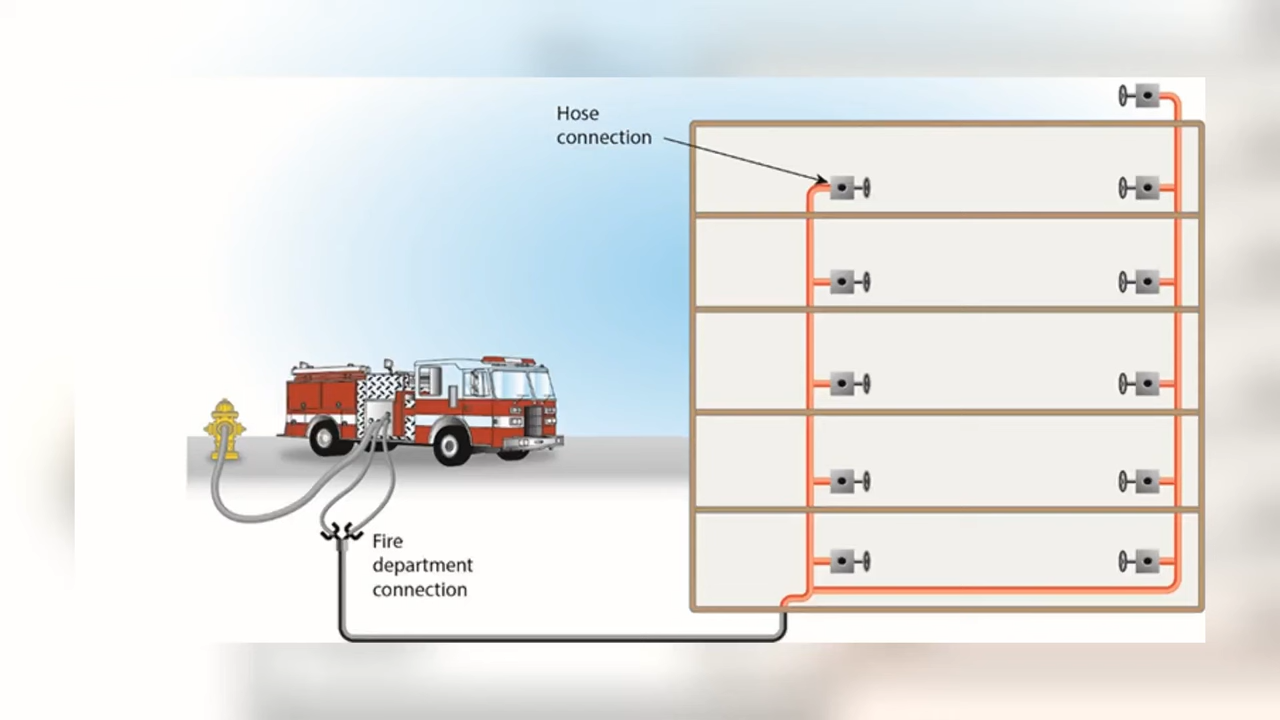 Hose
connection
Fire
department
connection